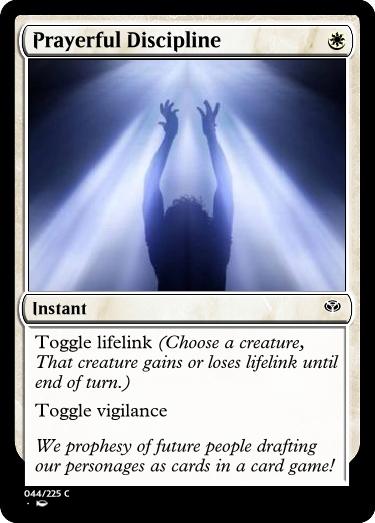 Prayerful Discipline
Instant
Toggle lifelink (Choose a creature,
That creature gains or loses lifelink until
end of turn.)
Toggle vigilance
We prophesy of future people drafting
our personages as cards in a card game!
044/225 C